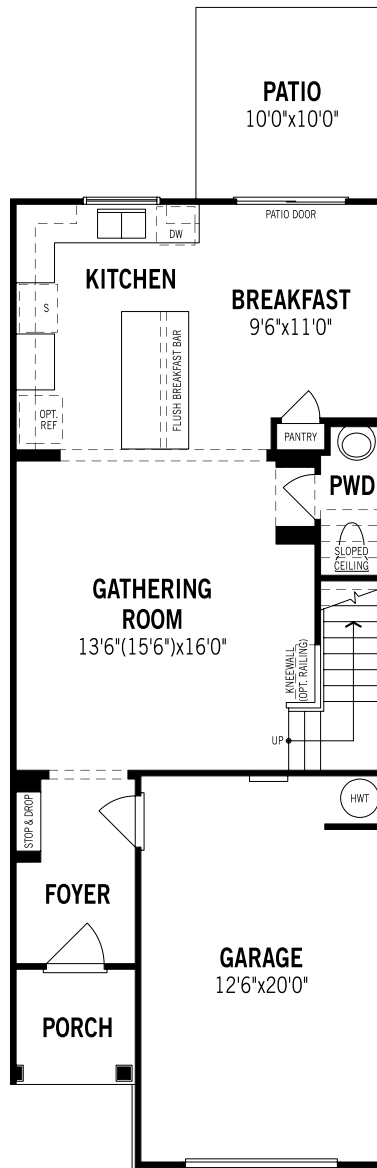 PATIO
10'0"x10'0"
PATIO DOOR
DW
KITCHEN
BREAKFAST
9'6"x11'0"
S
FLUSH BREAKFAST BAR
OPT.
REF
PANTRY
PWD
SLOPED
CEILING
GATHERING
ROOM
13'6"(15'6")x16'0"
KNEEWALL
(OPT. RAILING)
UP
HWT
STOP & DROP
FOYER
GARAGE
12'6"x20'0"
PORCH